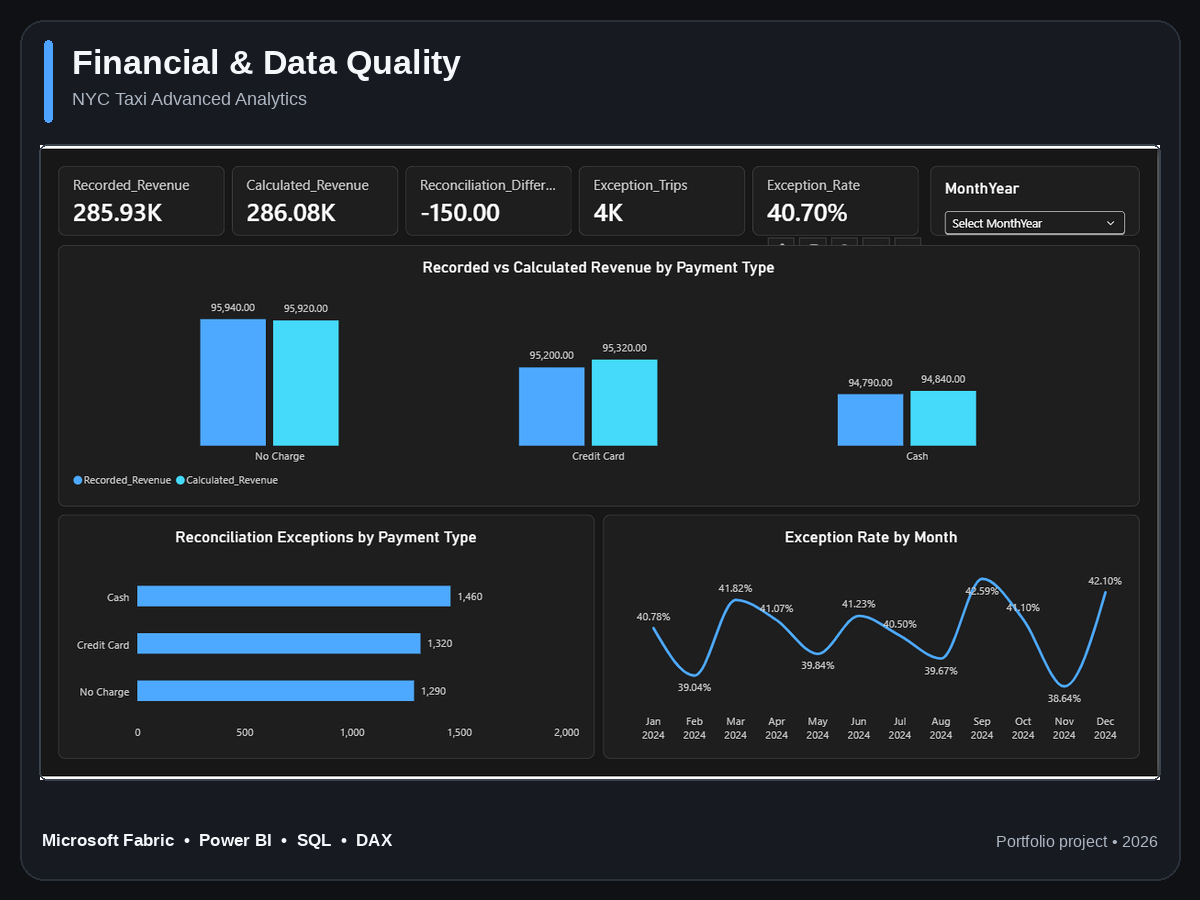 Financial & Data Quality
NYC Taxi Advanced Analytics
Recorded_Revenue
285.93K
Calculated_Revenue
286.08K
Reconciliation_Differ...
-150.00
Exception_Trips
4K
Exception_Rate
40.70%
MonthYear
Select MonthYear
Recorded vs Calculated Revenue by Payment Type
95,940.00 95,920.00
95,200.00 95,320.00
94,790.00 94,840.00
No Charge Credit Card Cash
Recorded_Revenue Calculated_Revenue
Reconciliation Exceptions by Payment Type
Cash 1,460
Credit Card 1,320
No Charge 1,290
0 500 1,000 1,500 2,000
Exception Rate by Month
40.78% 39.04% 41.82% 41.07% 39.84% 41.23% 40.50% 39.67% 42.59% 41.10% 38.64% 42.10%
Jan Feb Mar Apr May Jun Jul Aug Sep Oct Nov Dec
2024 2024 2024 2024 2024 2024 2024 2024 2024 2024 2024 2024
Microsoft Fabric • Power BI • SQL • DAX
Portfolio project • 2026